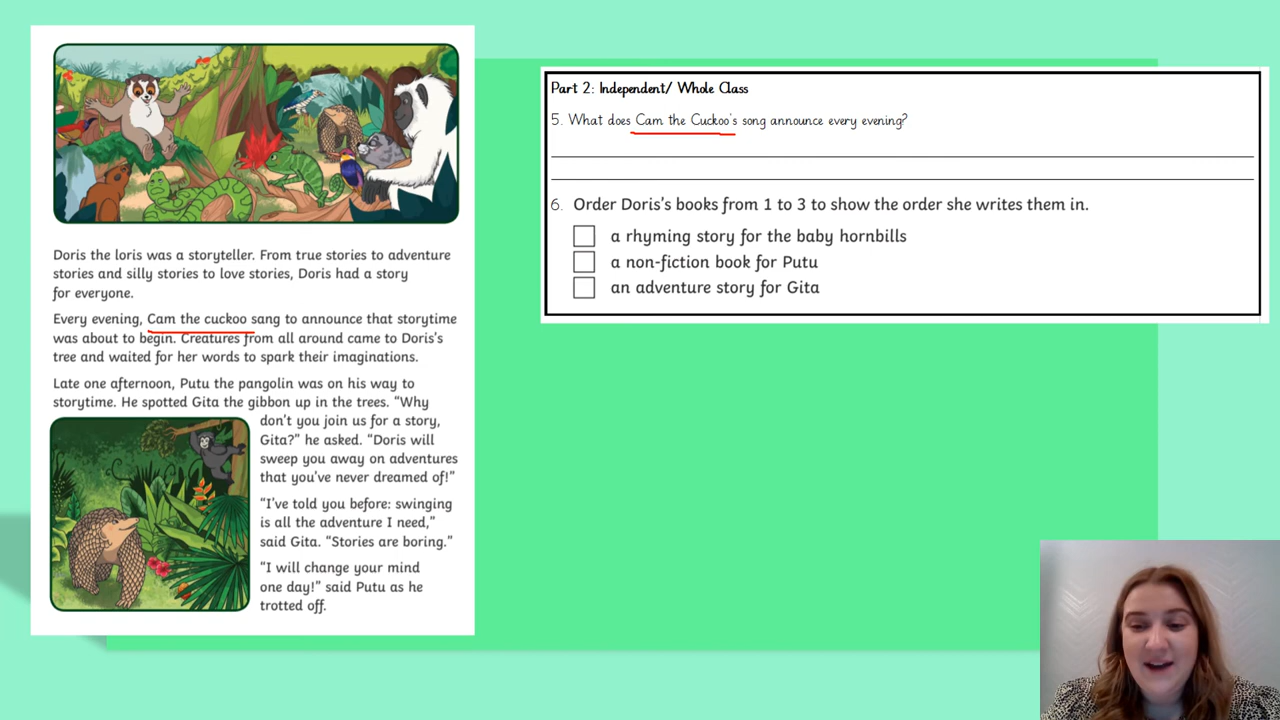 Doris the loris was a storyteller. From true stories to adventure
stories and silly stories to love stories, Doris had a story
for everyone.
Every evening, Cam the cuckoo sang to announce that storytime
was about to begin. Creatures from all around came to Doris’s
tree and waited for her words to spark their imaginations.
Late one afternoon, Putu the pangolin was on his way to
storytime. He spotted Gita the gibbon up in the trees. “Why
don’t you join us for a story,
Gita?” he asked. “Doris will
sweep you away on adventures
that you’ve never dreamed of!”
“I’ve told you before: swinging
is all the adventure I need,”
said Gita. “Stories are boring.”
“I will change your mind
one day!” said Putu as he
trotted off.
Part 2: Independent/ Whole Class
5. What does Cam the Cuckoo’s song announce every evening?
6. Order Doris’s books from 1 to 3 to show the order she writes them in.
a rhyming story for the baby hornbills
a non-fiction book for Putu
an adventure story for Gita